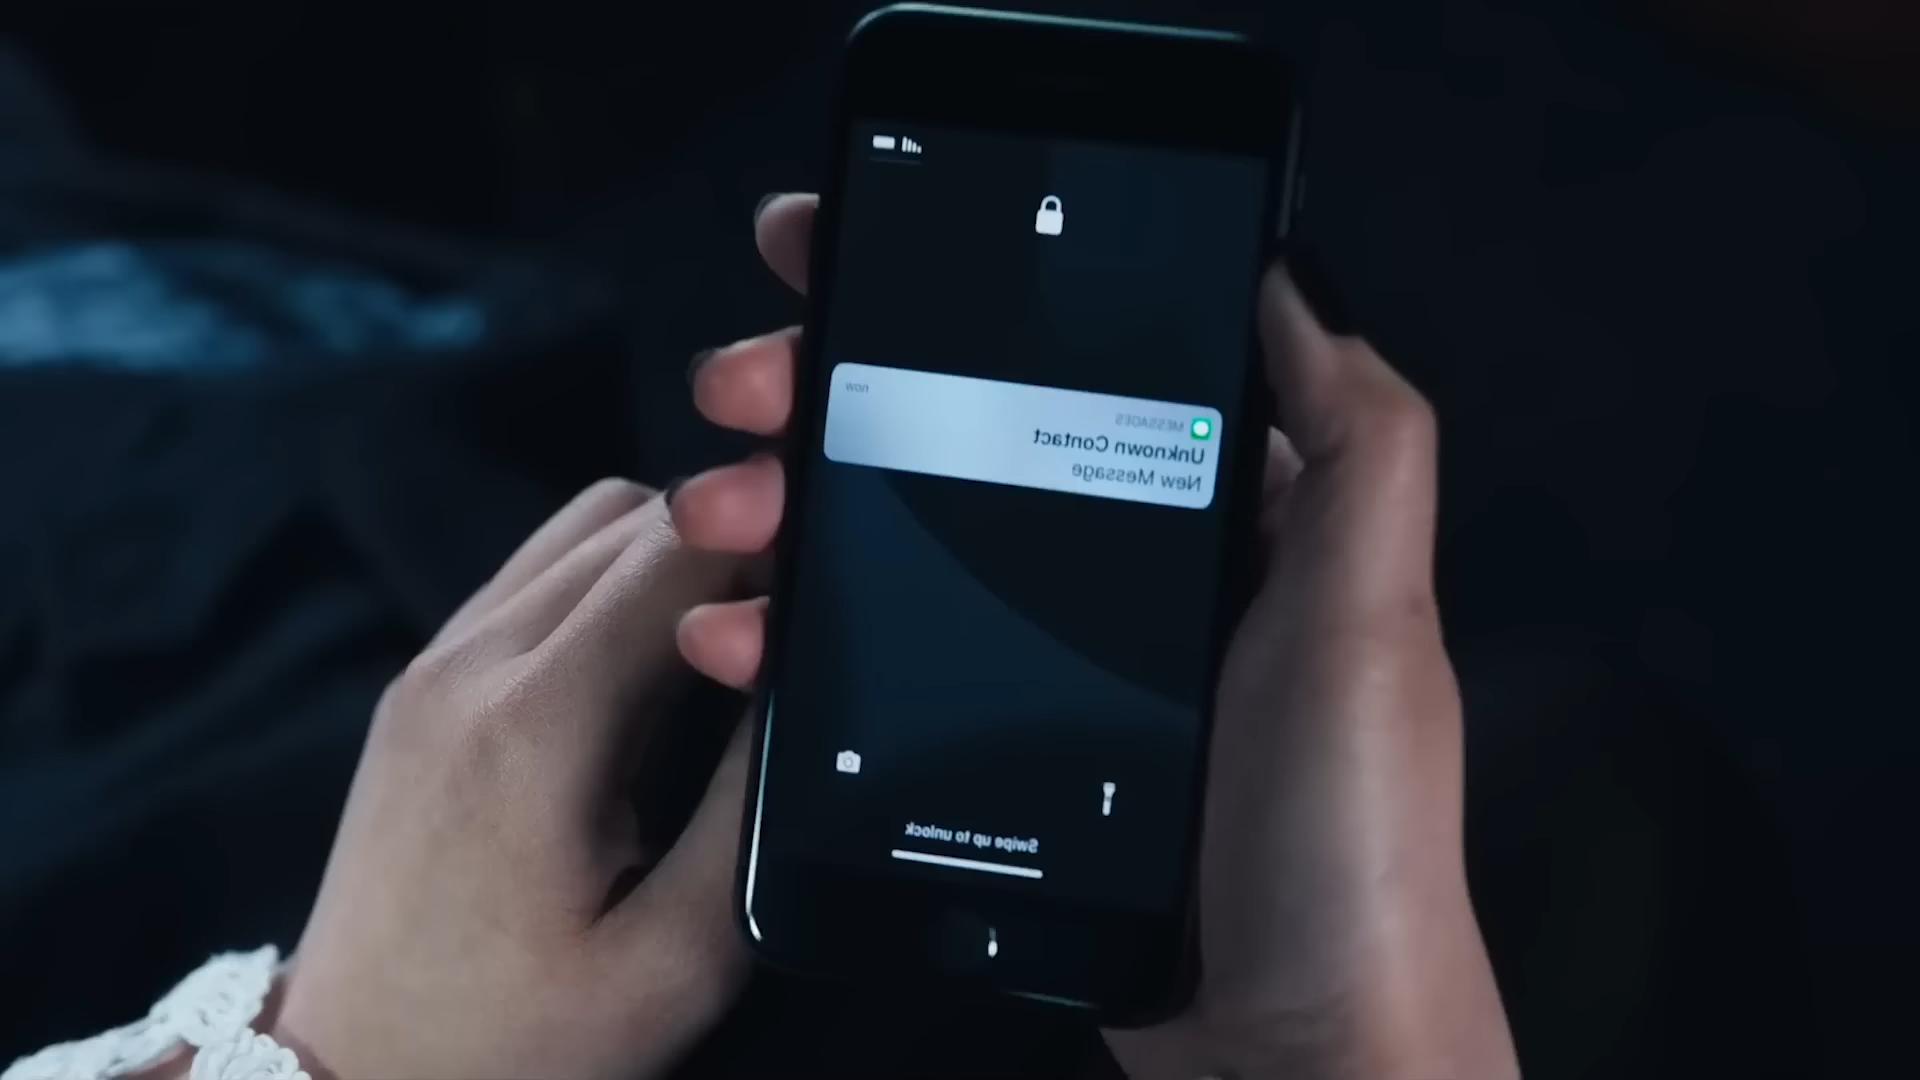 MESSAGES
now
Unknown Contact
New Message
Swipe up to unlock